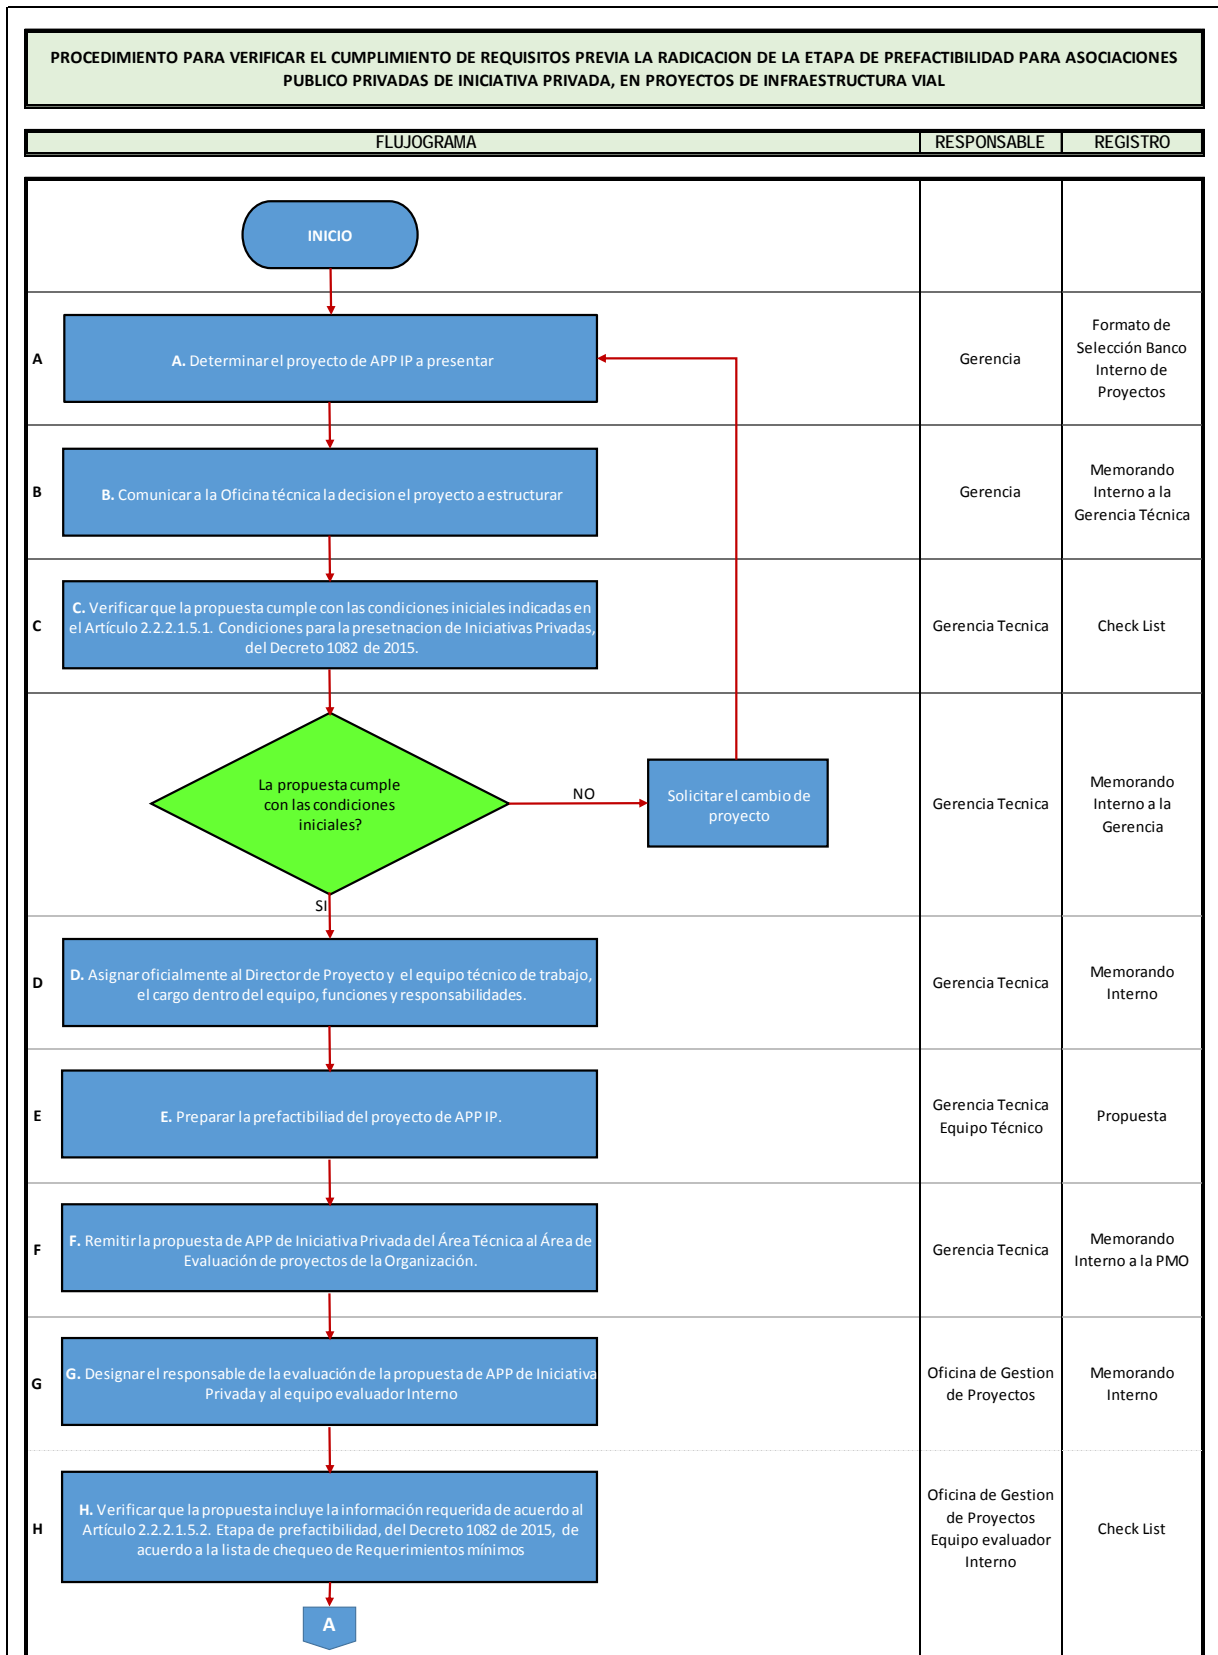 PROCEDIMIENTO PARA VERIFICAR EL CUMPLIMIENTO DE REQUISITOS PREVIA LA RADICACION DE LA ETAPA DE PREFACTIBILIDAD PARA ASOCIACIONES
PUBLICO PRIVADAS DE INICIATIVA PRIVADA, EN PROYECTOS DE INFRAESTRUCTURA VIAL
FLUJOGRAMA
RESPONSABLE
REGISTRO
INICIO
A
A. Determinar el proyecto de APP IP a presentar
Gerencia
Formato de
Selección Banco
Interno de
Proyectos
B
B. Comunicar a la Oficina técnica la decision el proyecto a estructurar
Gerencia
Memorando
Interno a la
Gerencia Técnica
C
C. Verificar que la propuesta cumple con las condiciones iniciales indicadas en
el Artículo 2.2.2.1.5.1. Condiciones para la presetnacion de Iniciativas Privadas,
del Decreto 1082 de 2015.
Gerencia Tecnica
Check List
La propuesta cumple
con las condiciones
iniciales?
NO
Solicitar el cambio de
proyecto
Gerencia Tecnica
Memorando
Interno a la
Gerencia
SI
D
D. Asignar oficialmente al Director de Proyecto y el equipo técnico de trabajo,
el cargo dentro del equipo, funciones y responsabilidades.
Gerencia Tecnica
Memorando
Interno
E
E. Preparar la prefactibiliad del proyecto de APP IP.
Gerencia Tecnica
Equipo Técnico
Propuesta
F
F. Remitir la propuesta de APP de Iniciativa Privada del Área Técnica al Área de
Evaluación de proyectos de la Organización.
Gerencia Tecnica
Memorando
Interno a la PMO
G
G. Designar el responsable de la evaluación de la propuesta de APP de Iniciativa
Privada y al equipo evaluador Interno
Oficina de Gestion
de Proyectos
Memorando
Interno
H
H. Verificar que la propuesta incluye la información requerida de acuerdo al
Artículo 2.2.2.1.5.2. Etapa de prefactibilidad, del Decreto 1082 de 2015, de
acuerdo a la lista de chequeo de Requerimientos mínimos
Oficina de Gestion
de Proyectos
Equipo evaluador
Interno
Check List
A